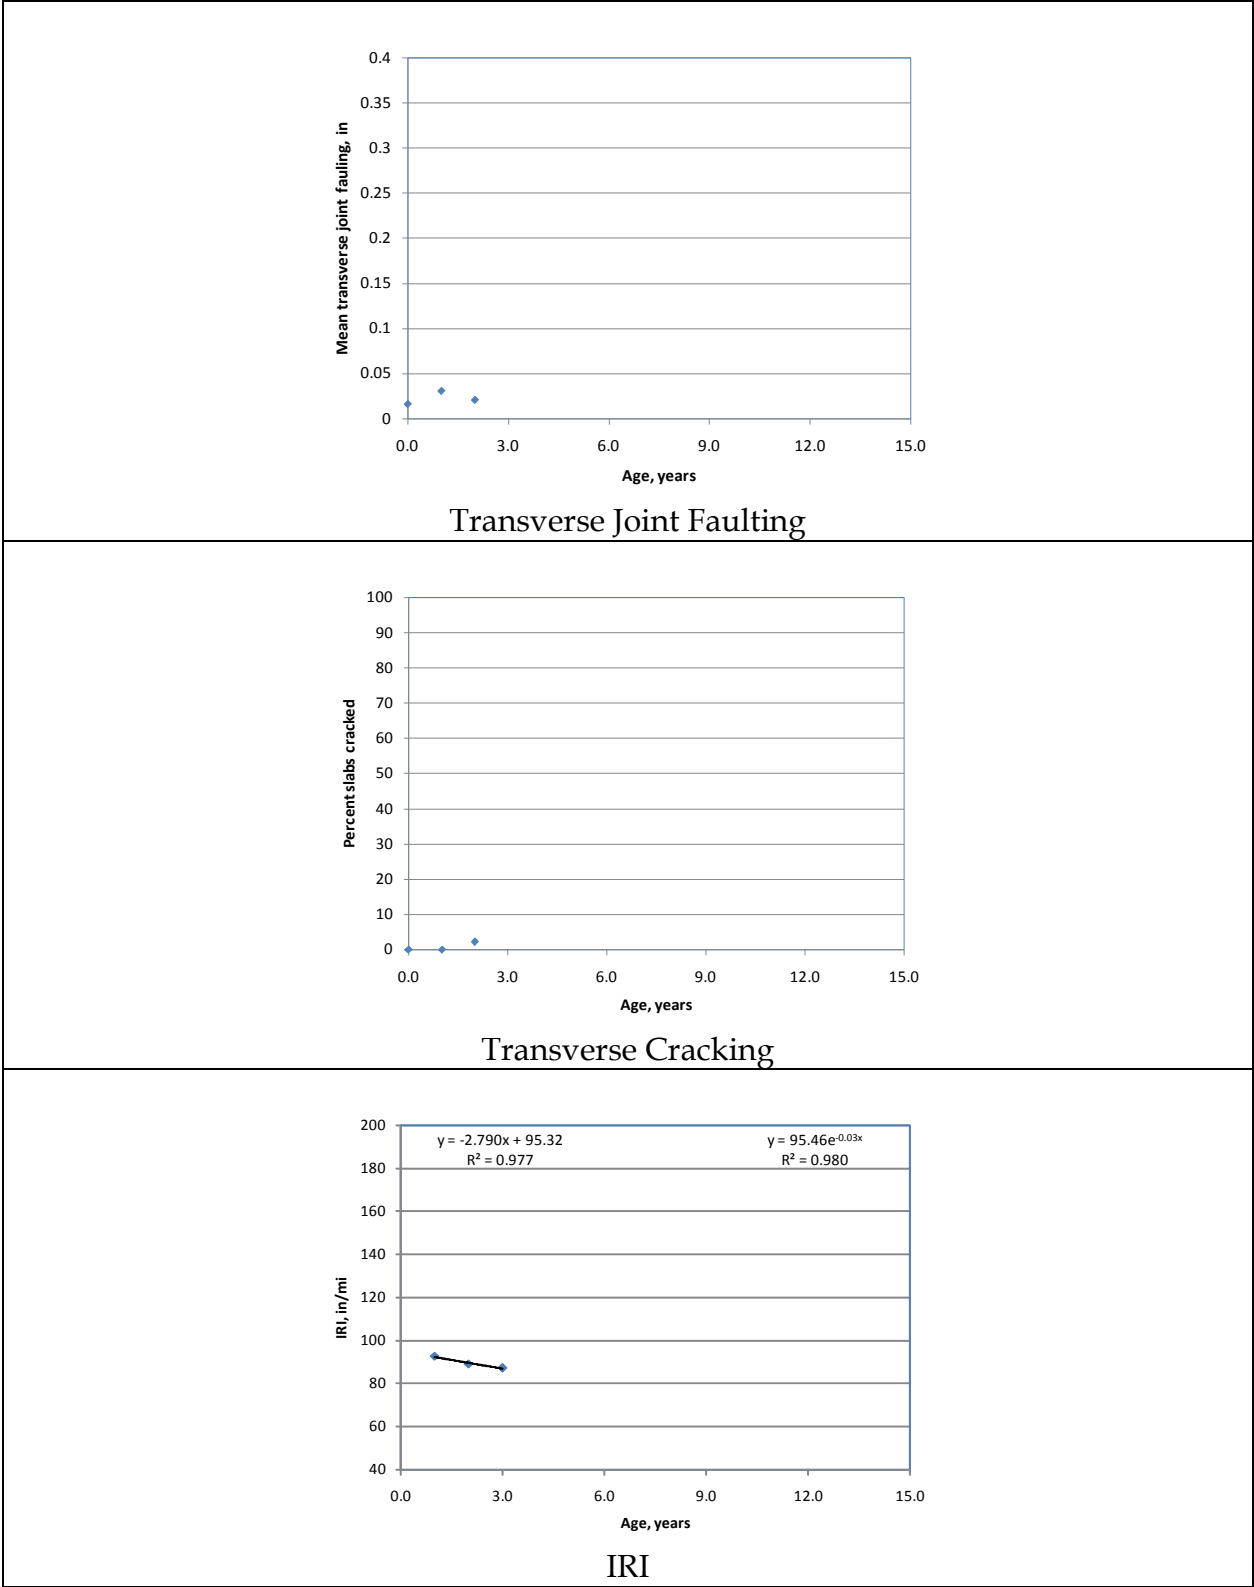 0.4
0.35
0.3
0.25
0.2
0.15
0.1
0.05
0
Mean transverse joint fauling, in
0.0 3.0 6.0 9.0 12.0 15.0
Age, years
Transverse Joint Faulting
100
90
80
70
60
50
40
30
20
10
0
Percent slabs cracked
0.0 3.0 6.0 9.0 12.0 15.0
Age, years
Transverse Cracking
y = -2.790x + 95.32
R² = 0.977
y = 95.46e^-0.03x
R² = 0.980
200
180
160
140
120
100
80
60
40
IRI, in/mi
0.0 3.0 6.0 9.0 12.0 15.0
Age, years
IRI